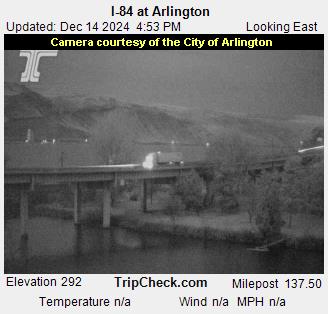 I-84 at Arlington
Updated: Dec 14 2024 4:53 PM Looking East
Camera courtesy of the City of Arlington
Elevation 292 TripCheck.com Milepost 137.50
Temperature n/a Wind n/a MPH n/a